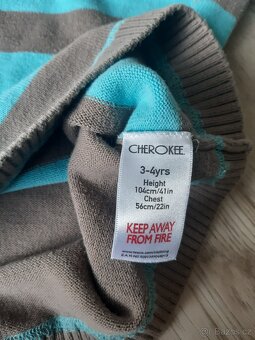 CHEROKEE.
3-4yrs
Height
104cm/41in
Chest
56cm/22in
KEEP AWAY
FROM FIRE